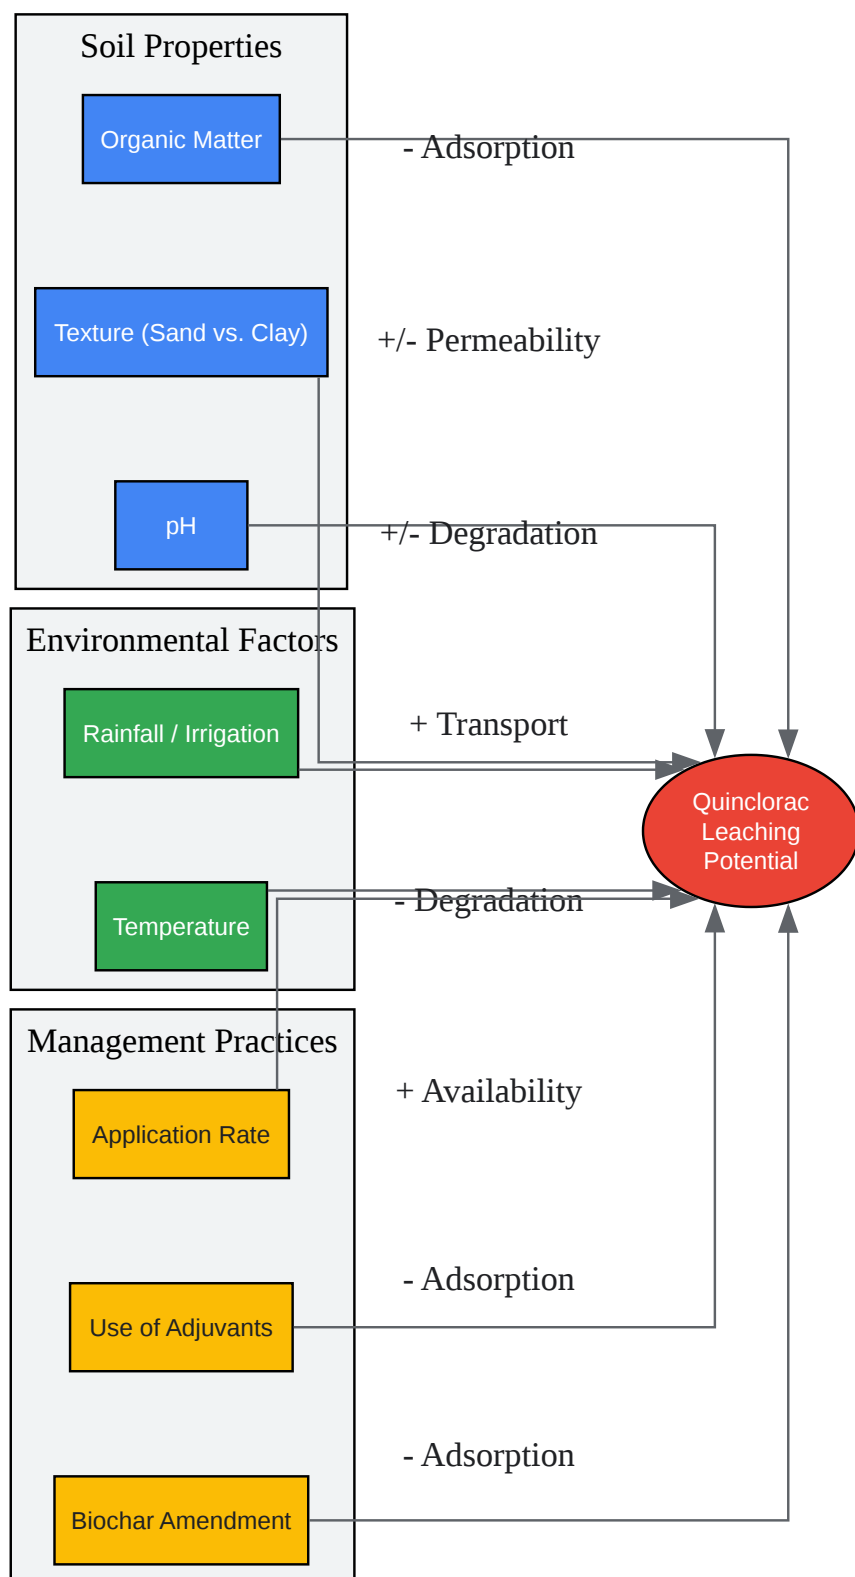 Soil Properties
Organic Matter
- Adsorption
Texture (Sand vs. Clay)
+/- Permeability
pH
+/- Degradation
Environmental Factors
Rainfall / Irrigation
+ Transport
Quinclorac
Leaching
Potential
Temperature
- Degradation
Management Practices
Application Rate
+ Availability
Use of Adjuvants
- Adsorption
Biochar Amendment
- Adsorption